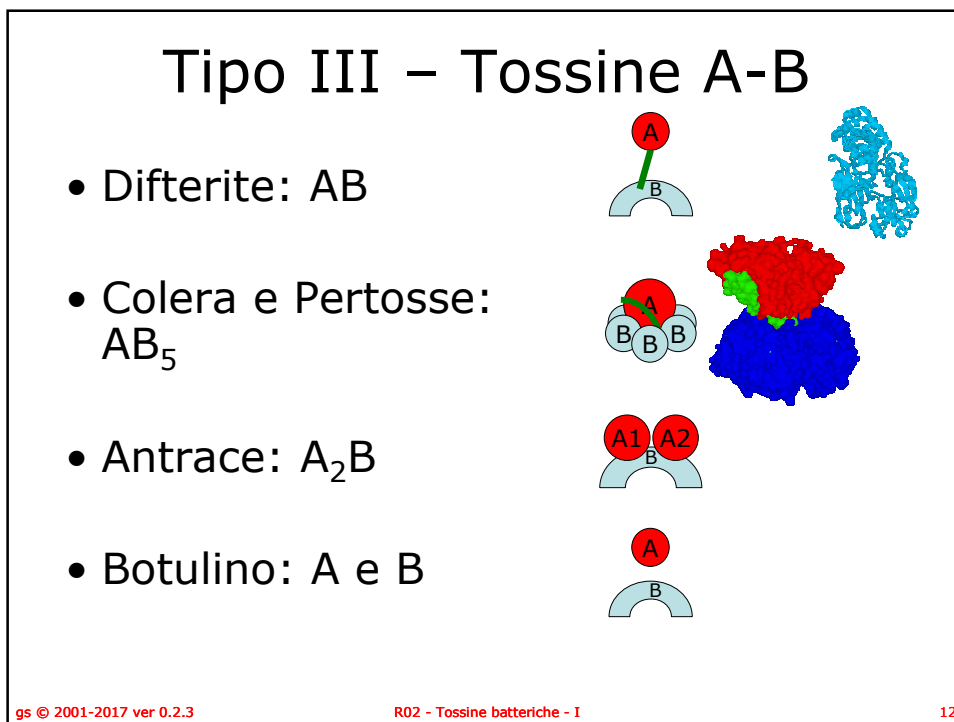 Tipo III – Tossine A-B
• Difterite: AB
A
B
• Colera e Pertosse:
AB₅
A
B B B
• Antrace: A₂B
A1 A2
B
• Botulino: A e B
A
B
gs © 2001-2017 ver 0.2.3 R02 - Tossine batteriche - I 12